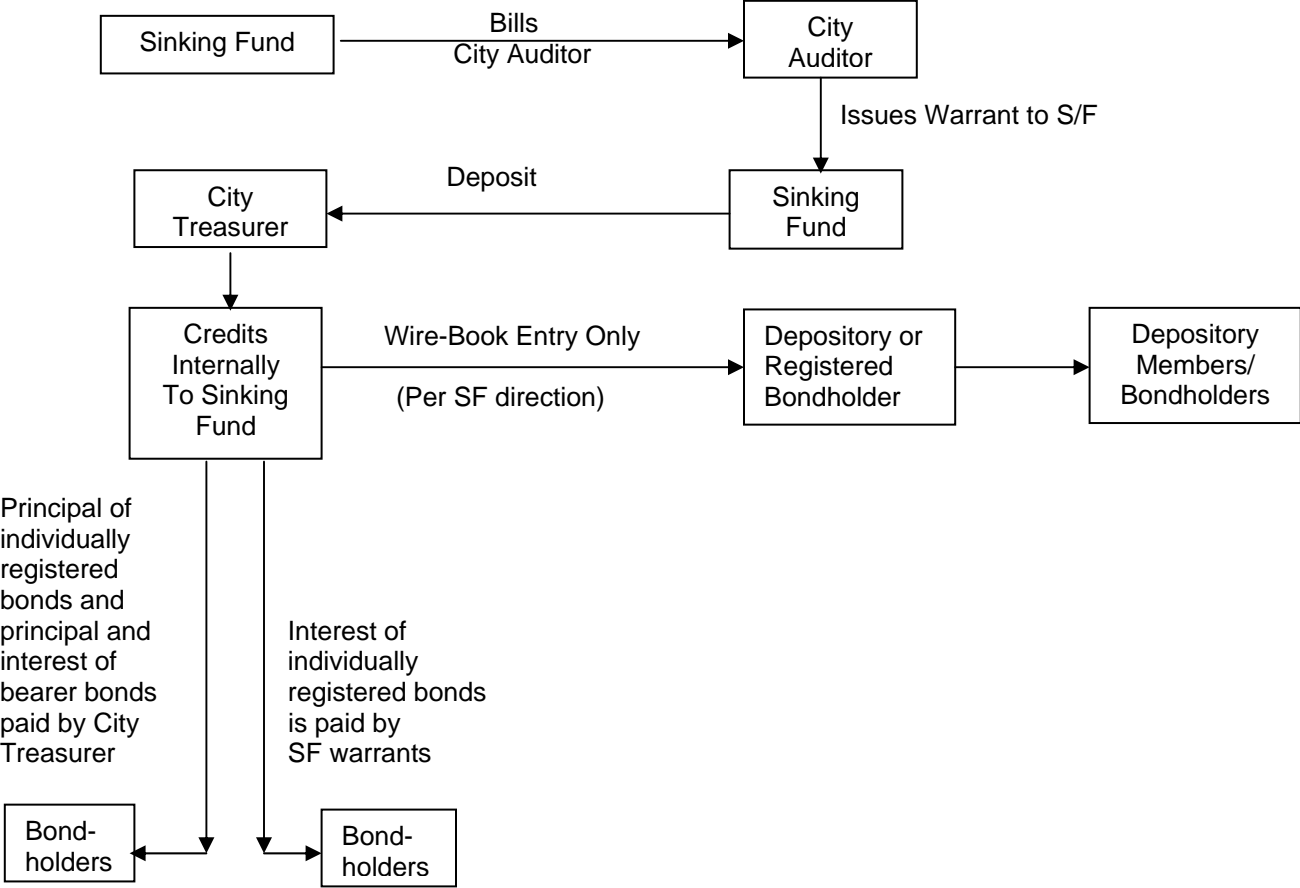 Sinking Fund
Bills
City Auditor
City
Auditor
Issues Warrant to S/F
City
Treasurer
Deposit
Sinking
Fund
Credits
Internally
To Sinking
Fund
Wire-Book Entry Only
(Per SF direction)
Depository or
Registered
Bondholder
Depository
Members/
Bondholders
Principal of
individually
registered
bonds and
principal and
interest of
bearer bonds
paid by City
Treasurer
Interest of
individually
registered bonds
is paid by
SF warrants
Bond-
holders
Bond-
holders